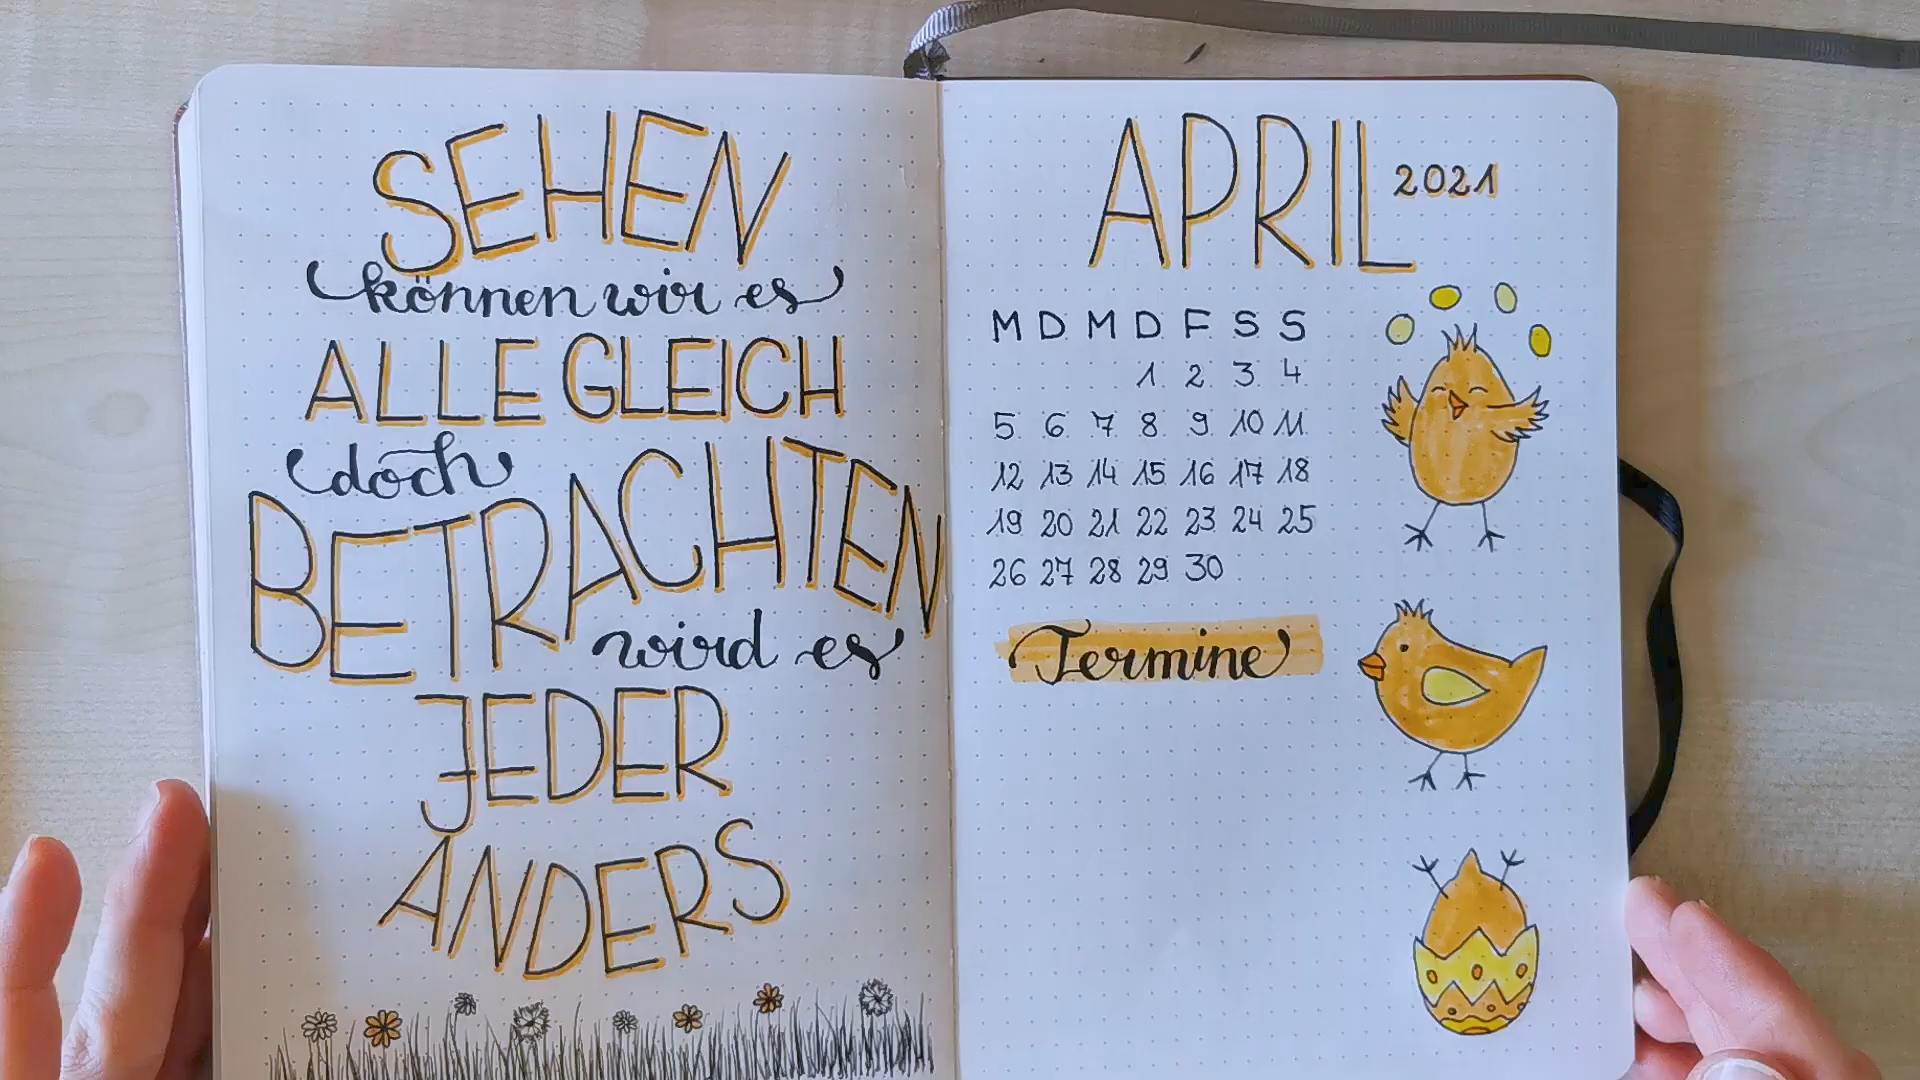 SEHEN
können wir es
ALLE GLEICH
doch
BETRACHTEN
wird es
JEDER
ANDERS
APRIL 2021
M D M D F S S
1 2 3 4
5 6 7 8 9 10 11
12 13 14 15 16 17 18
19 20 21 22 23 24 25
26 27 28 29 30
Termine